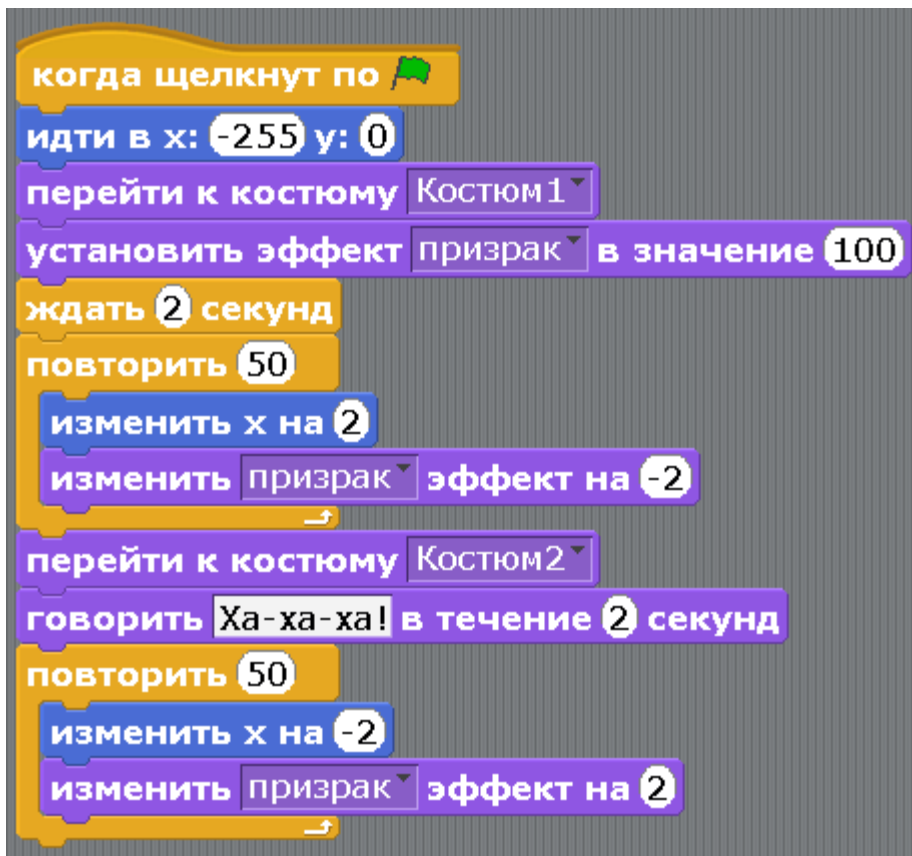 когда щелкнут по
идти в x: -255 y: 0
перейти к костюму Костюм1
установить эффект призрак в значение 100
ждать 2 секунд
повторить 50
изменить x на 2
изменить призрак эффект на -2
перейти к костюму Костюм2
говорить Ха-ха-ха! в течение 2 секунд
повторить 50
изменить x на -2
изменить призрак эффект на 2